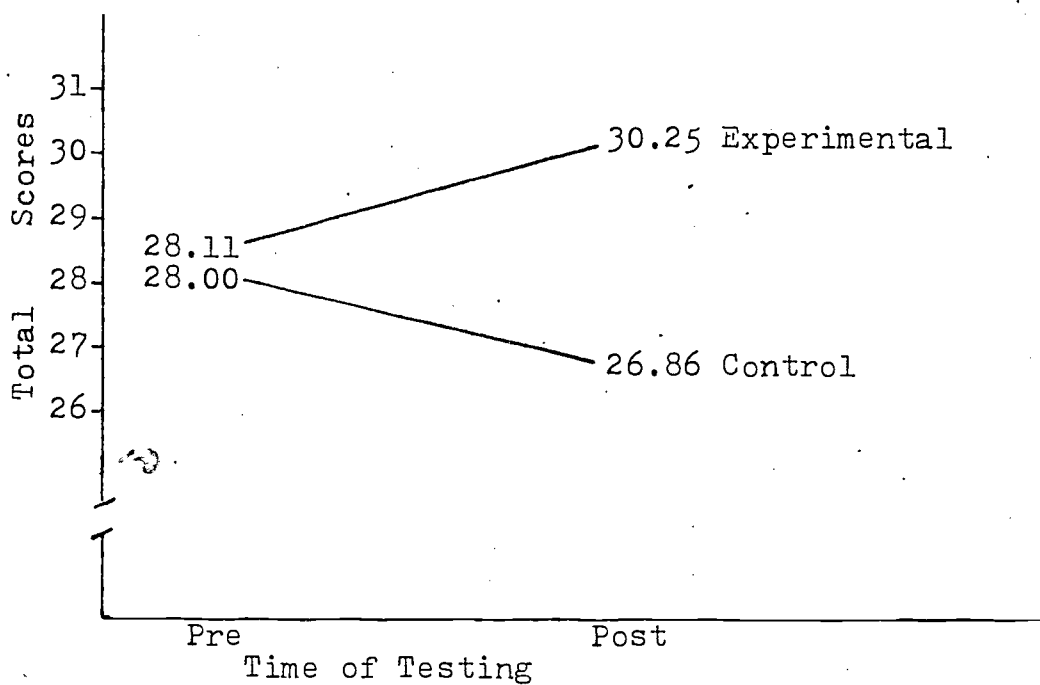 Total Scores
31
30
29
28
27
26
28.11
28.00
30.25 Experimental
26.86 Control
Pre
Post
Time of Testing